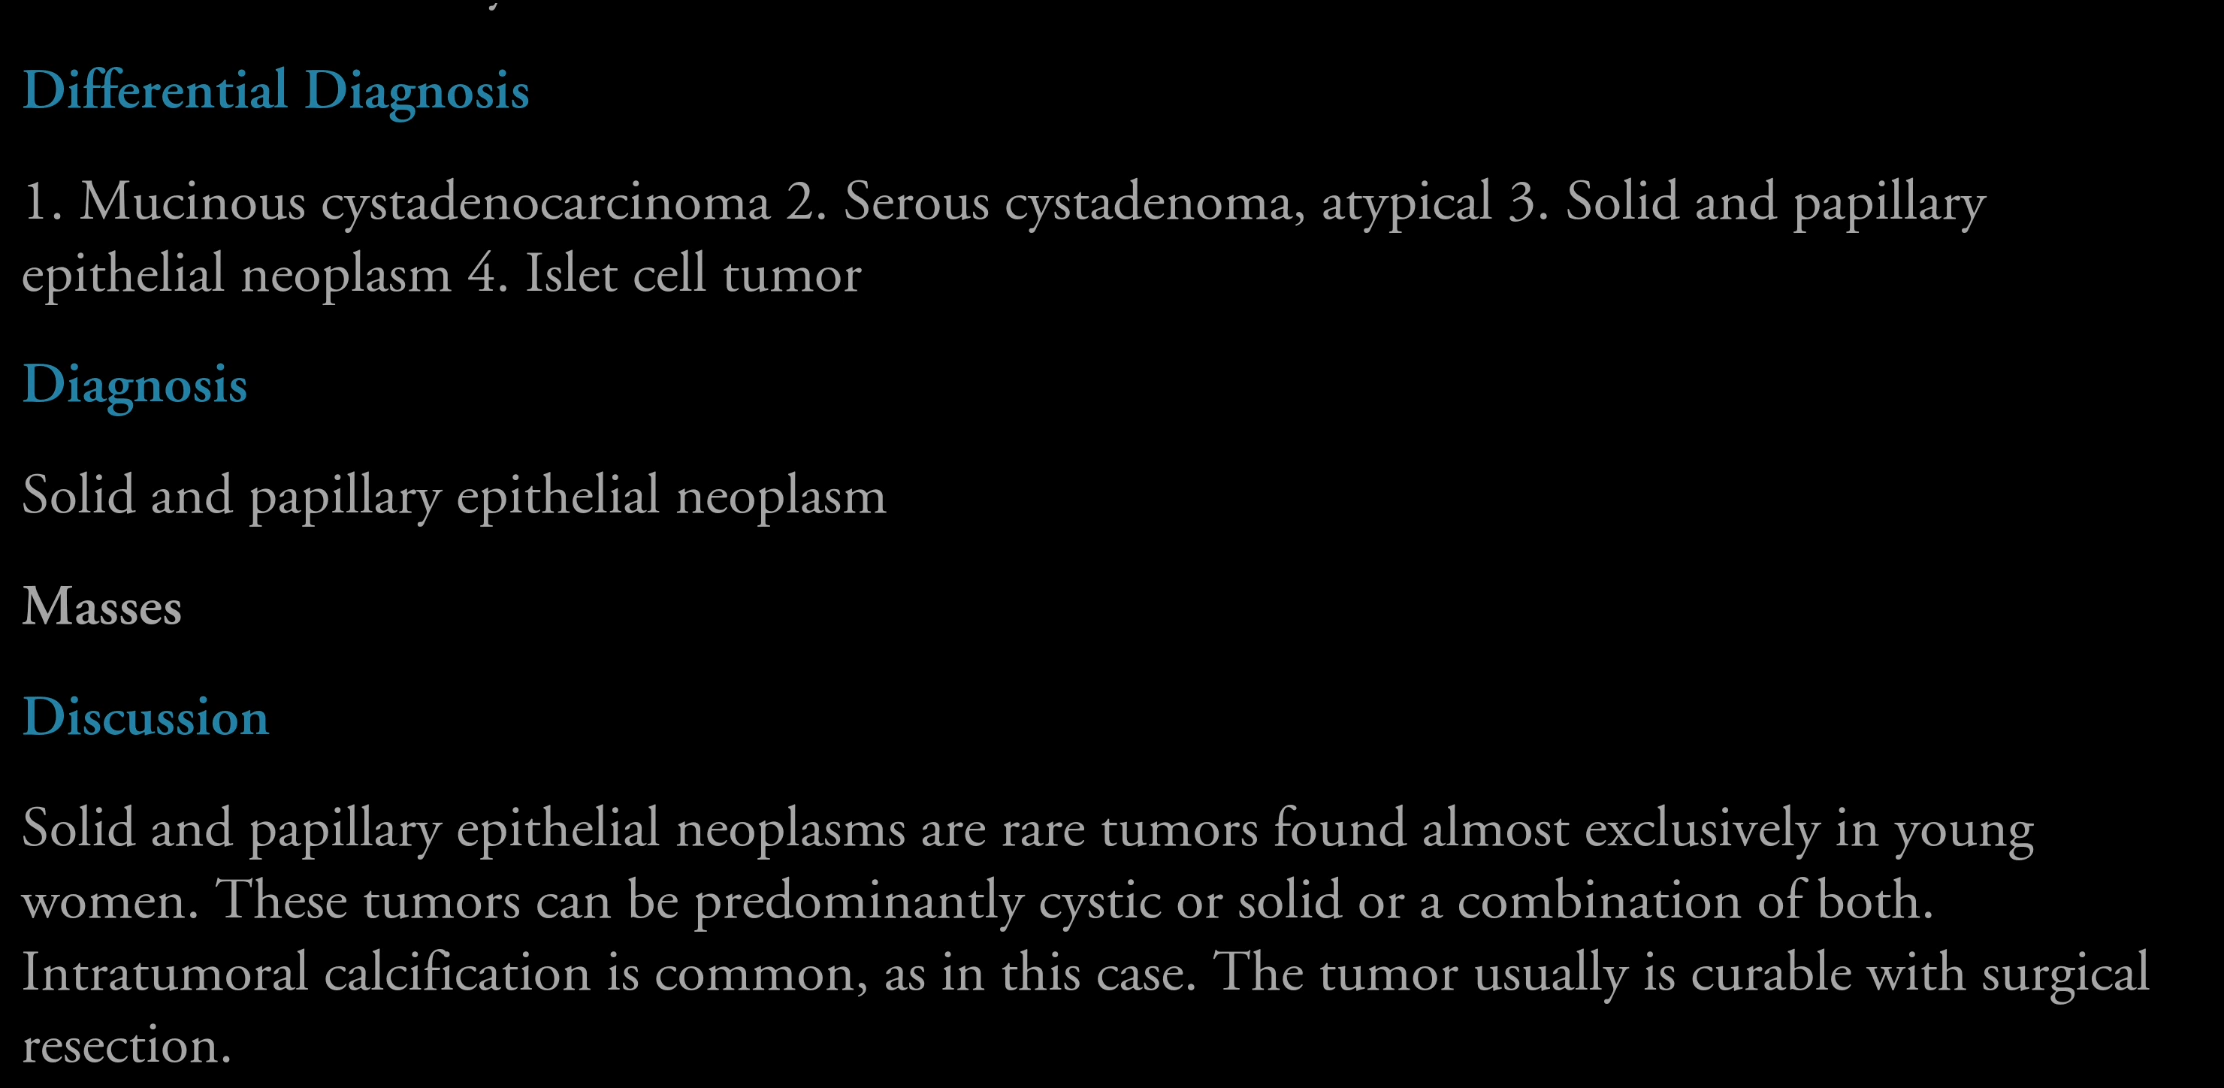 Differential Diagnosis
1. Mucinous cystadenocarcinoma 2. Serous cystadenoma, atypical 3. Solid and papillary
epithelial neoplasm 4. Islet cell tumor
Diagnosis
Solid and papillary epithelial neoplasm
Masses
Discussion
Solid and papillary epithelial neoplasms are rare tumors found almost exclusively in young
women. These tumors can be predominantly cystic or solid or a combination of both.
Intratumoral calcification is common, as in this case. The tumor usually is curable with surgical
resection.